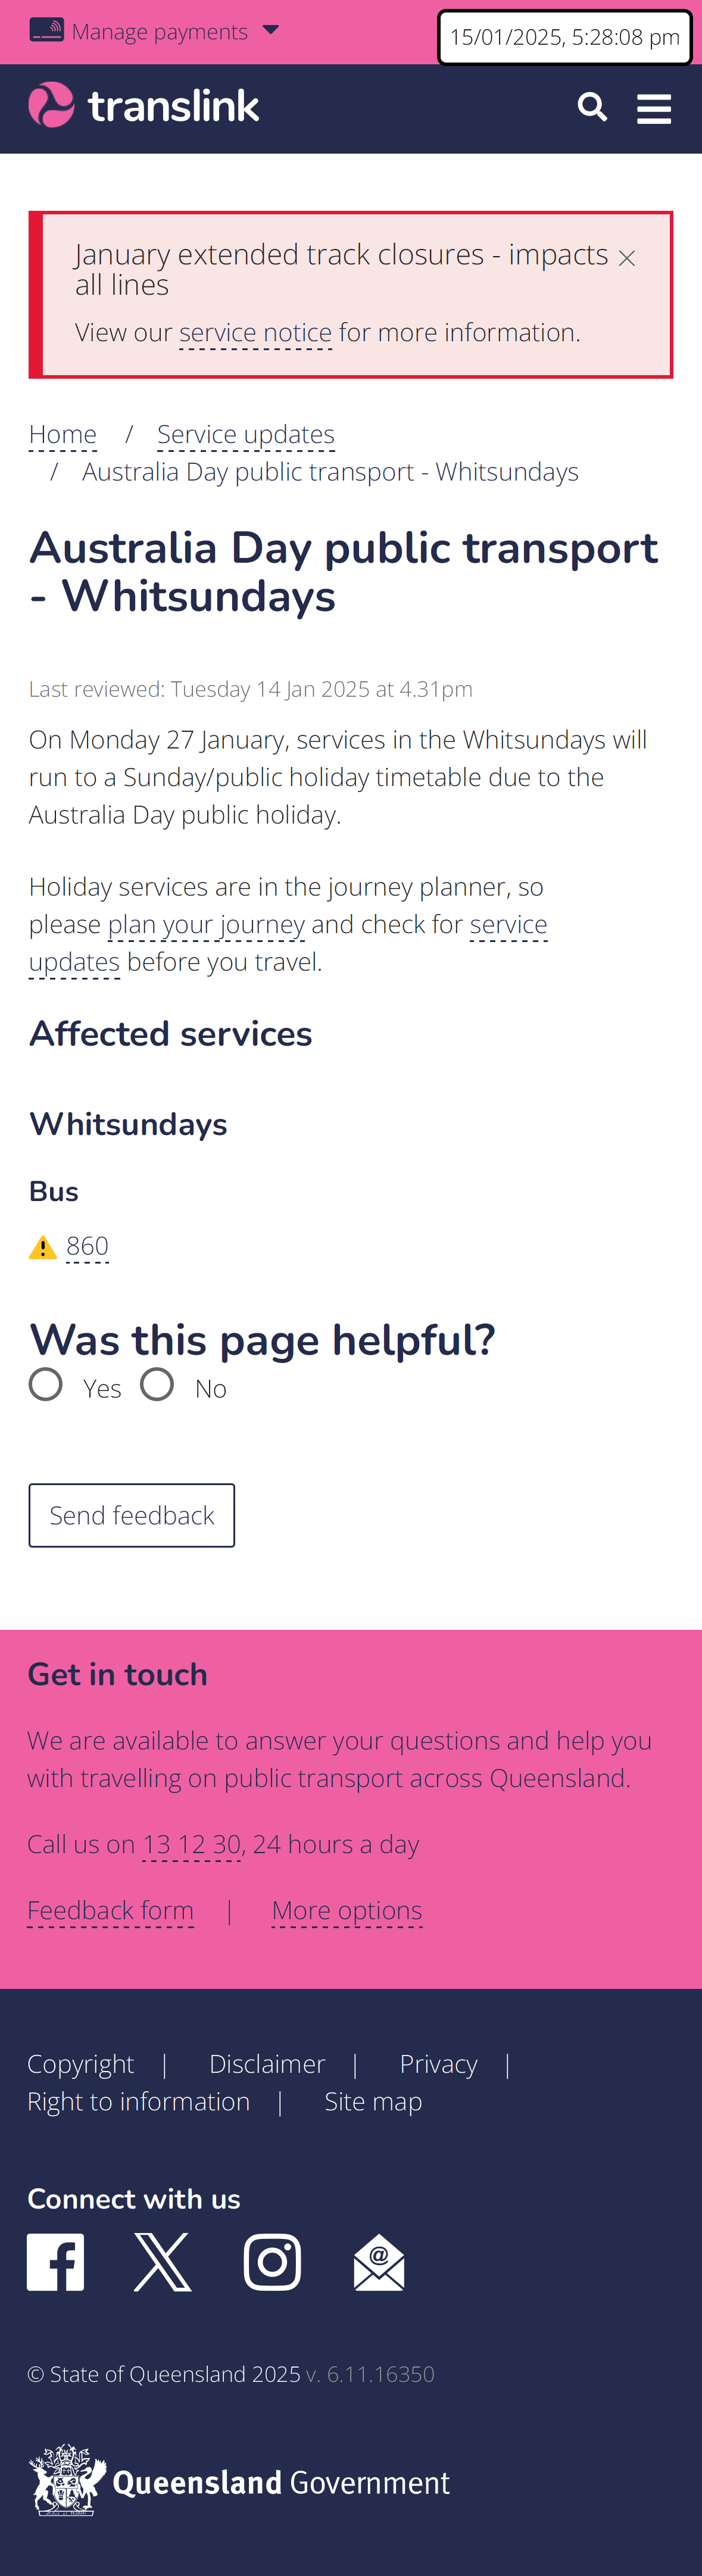 Manage payments
15/01/2025, 5:28:08 pm
translink
January extended track closures - impacts
all lines
View our service notice for more information.
Home / Service updates
/ Australia Day public transport - Whitsundays
Australia Day public transport
- Whitsundays
Last reviewed: Tuesday 14 Jan 2025 at 4.31pm
On Monday 27 January, services in the Whitsundays will
run to a Sunday/public holiday timetable due to the
Australia Day public holiday.
Holiday services are in the journey planner, so
please plan your journey and check for service
updates before you travel.
Affected services
Whitsundays
Bus
860
Was this page helpful?
Yes No
Send feedback
Get in touch
We are available to answer your questions and help you
with travelling on public transport across Queensland.
Call us on 13 12 30, 24 hours a day
Feedback form | More options
Copyright | Disclaimer | Privacy |
Right to information | Site map
Connect with us
© State of Queensland 2025 v. 6.11.16350
Queensland Government